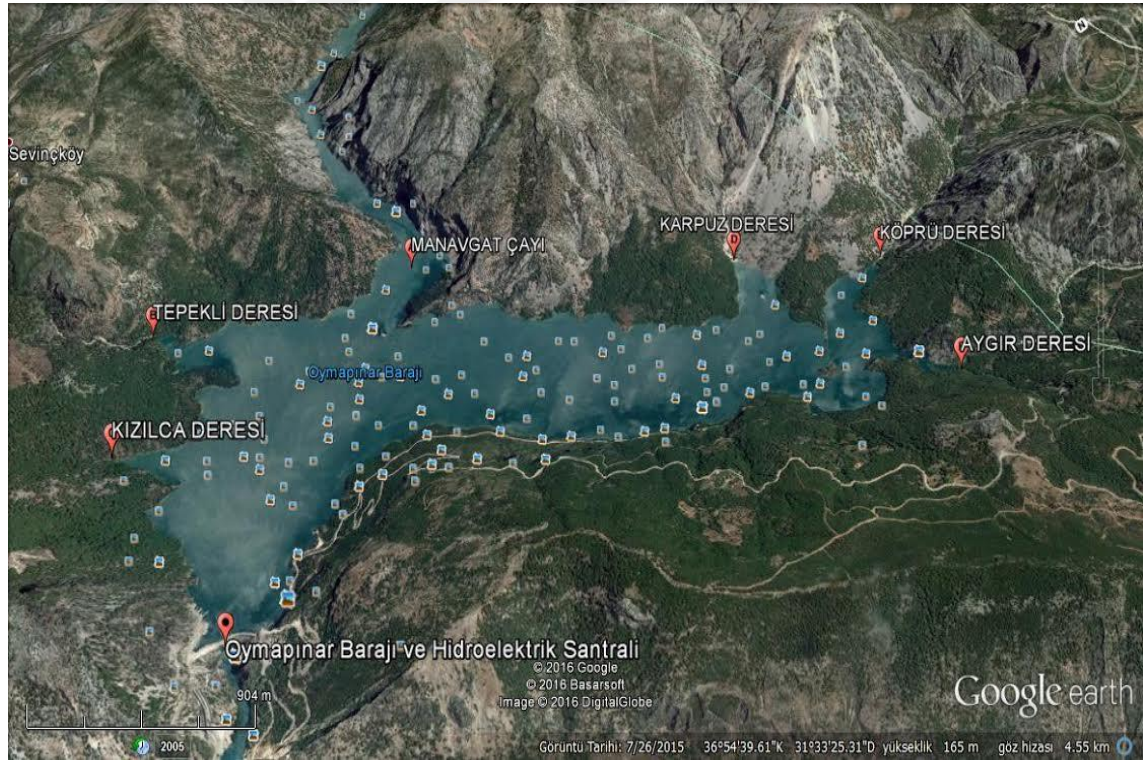 N
Sevinçköy
MANAVGAT ÇAYI
KARPUZ DERESİ
D
KÖPRÜ DERESİ
TEPEKLİ DERESİ
AYGIR DERESİ
Oymapınar Barajı
KIZILCA DERESİ
Oymapınar Barajı ve Hidroelektrik Santrali
© 2016 Google
© 2016 Basarsoft
Image © 2016 DigitalGlobe
904 m
Google earth
2005
Görüntü Tarihi: 7/26/2015 36°54'39.61"K 31°33'25.31"D yükseklik 165 m göz hizası 4.55 km